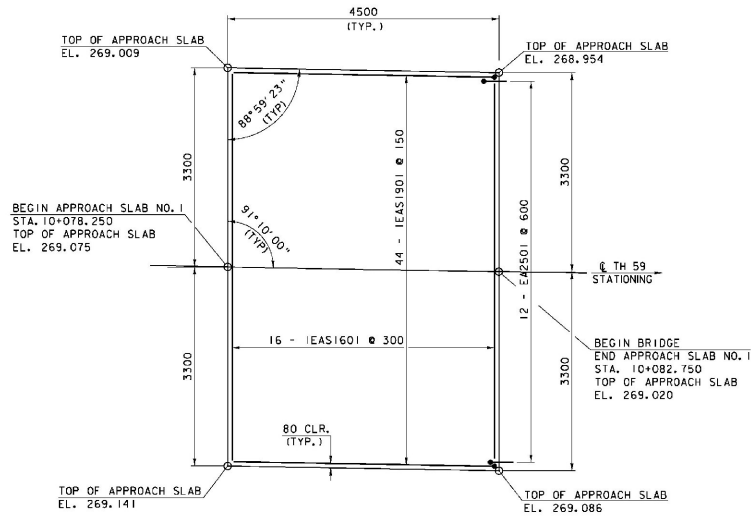 4500
(TYP.)
TOP OF APPROACH SLAB
EL. 269.009
TOP OF APPROACH SLAB
EL. 268.954
88°59'23"
(TYP)
3300
3300
44 - 1EAS1901 @ 150
12 - EA2501 @ 600
BEGIN APPROACH SLAB NO.1
STA.10+078.250
TOP OF APPROACH SLAB
EL. 269.075
91°10'00"
(TYP)
℄ TH 59
STATIONING
16 - 1EAS1601 @ 300
BEGIN BRIDGE
END APPROACH SLAB NO.1
STA. 10+082.750
TOP OF APPROACH SLAB
EL. 269.020
3300
3300
80 CLR.
(TYP.)
TOP OF APPROACH SLAB
EL. 269.141
TOP OF APPROACH SLAB
EL. 269.086